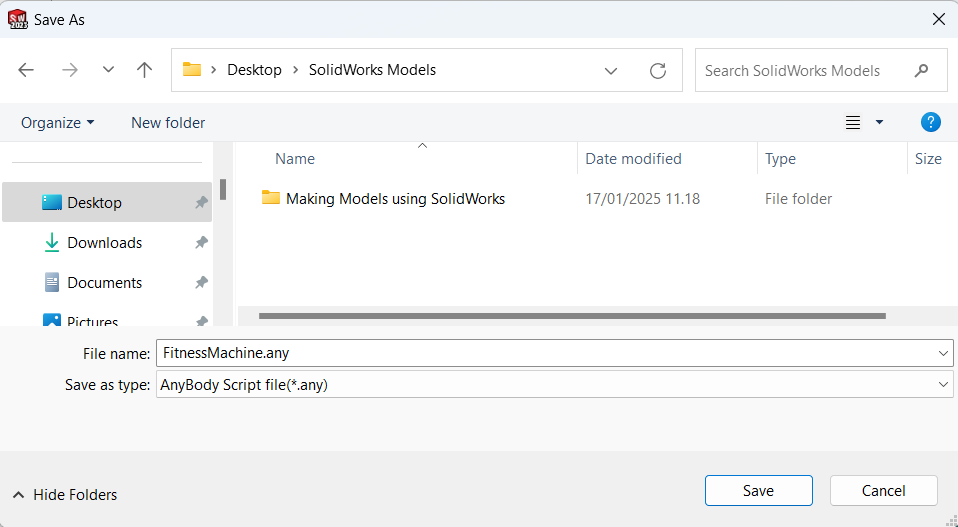 SW 2023 Save As
Desktop SolidWorks Models Search SolidWorks Models
Organize New folder ?
Name Date modified Type Size
Making Models using SolidWorks 17/01/2025 11.18 File folder
Desktop
Downloads
Documents
Pictures
File name: FitnessMachine.any
Save as type: AnyBody Script file(*.any)
Hide Folders Save Cancel